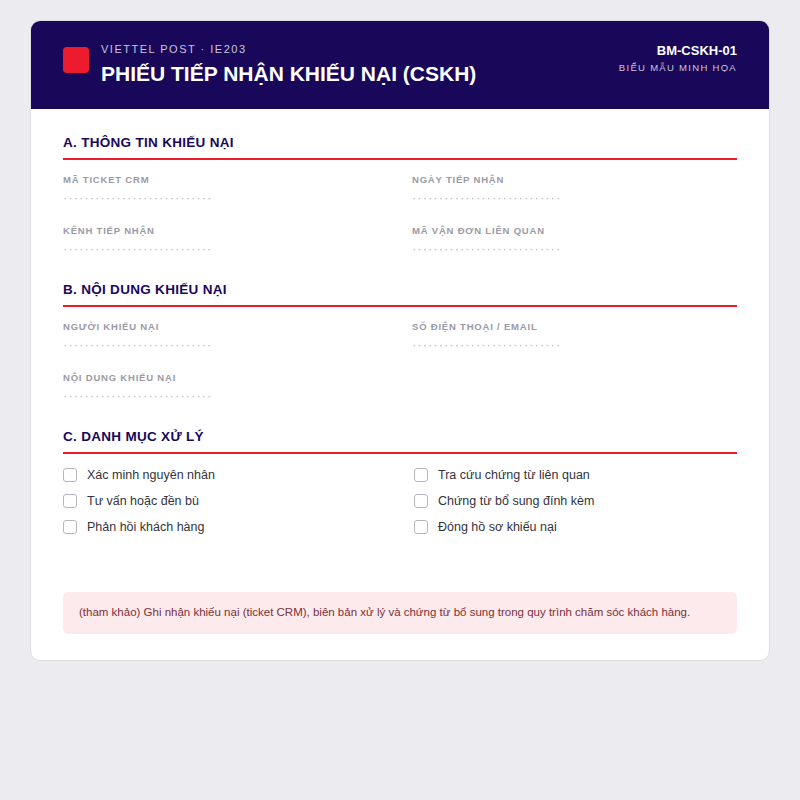 VIETTEL POST · IE203
PHIẾU TIẾP NHẬN KHIẾU NẠI (CSKH)
BM-CSKH-01
BIỂU MẪU MINH HỌA
A. THÔNG TIN KHIẾU NẠI
MÃ TICKET CRM
NGÀY TIẾP NHẬN
............................
............................
KÊNH TIẾP NHẬN
MÃ VẬN ĐƠN LIÊN QUAN
............................
............................
B. NỘI DUNG KHIẾU NẠI
NGƯỜI KHIẾU NẠI
SỐ ĐIỆN THOẠI / EMAIL
............................
............................
NỘI DUNG KHIẾU NẠI
............................
C. DANH MỤC XỬ LÝ
Xác minh nguyên nhân
Tra cứu chứng từ liên quan
Tư vấn hoặc đền bù
Chứng từ bổ sung đính kèm
Phản hồi khách hàng
Đóng hồ sơ khiếu nại
(tham khảo) Ghi nhận khiếu nại (ticket CRM), biên bản xử lý và chứng từ bổ sung trong quy trình chăm sóc khách hàng.